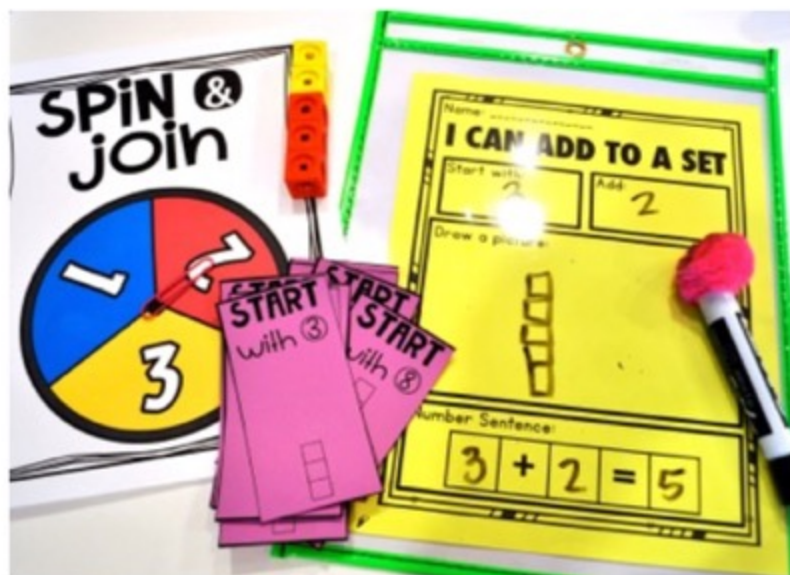 SPiN &
join
1
2
3
START
with 3
START
START
with 8
Name:
I CAN ADD TO A SET
Start with:
3
Add:
2
Draw a picture:
Number Sentence:
3 + 2 = 5